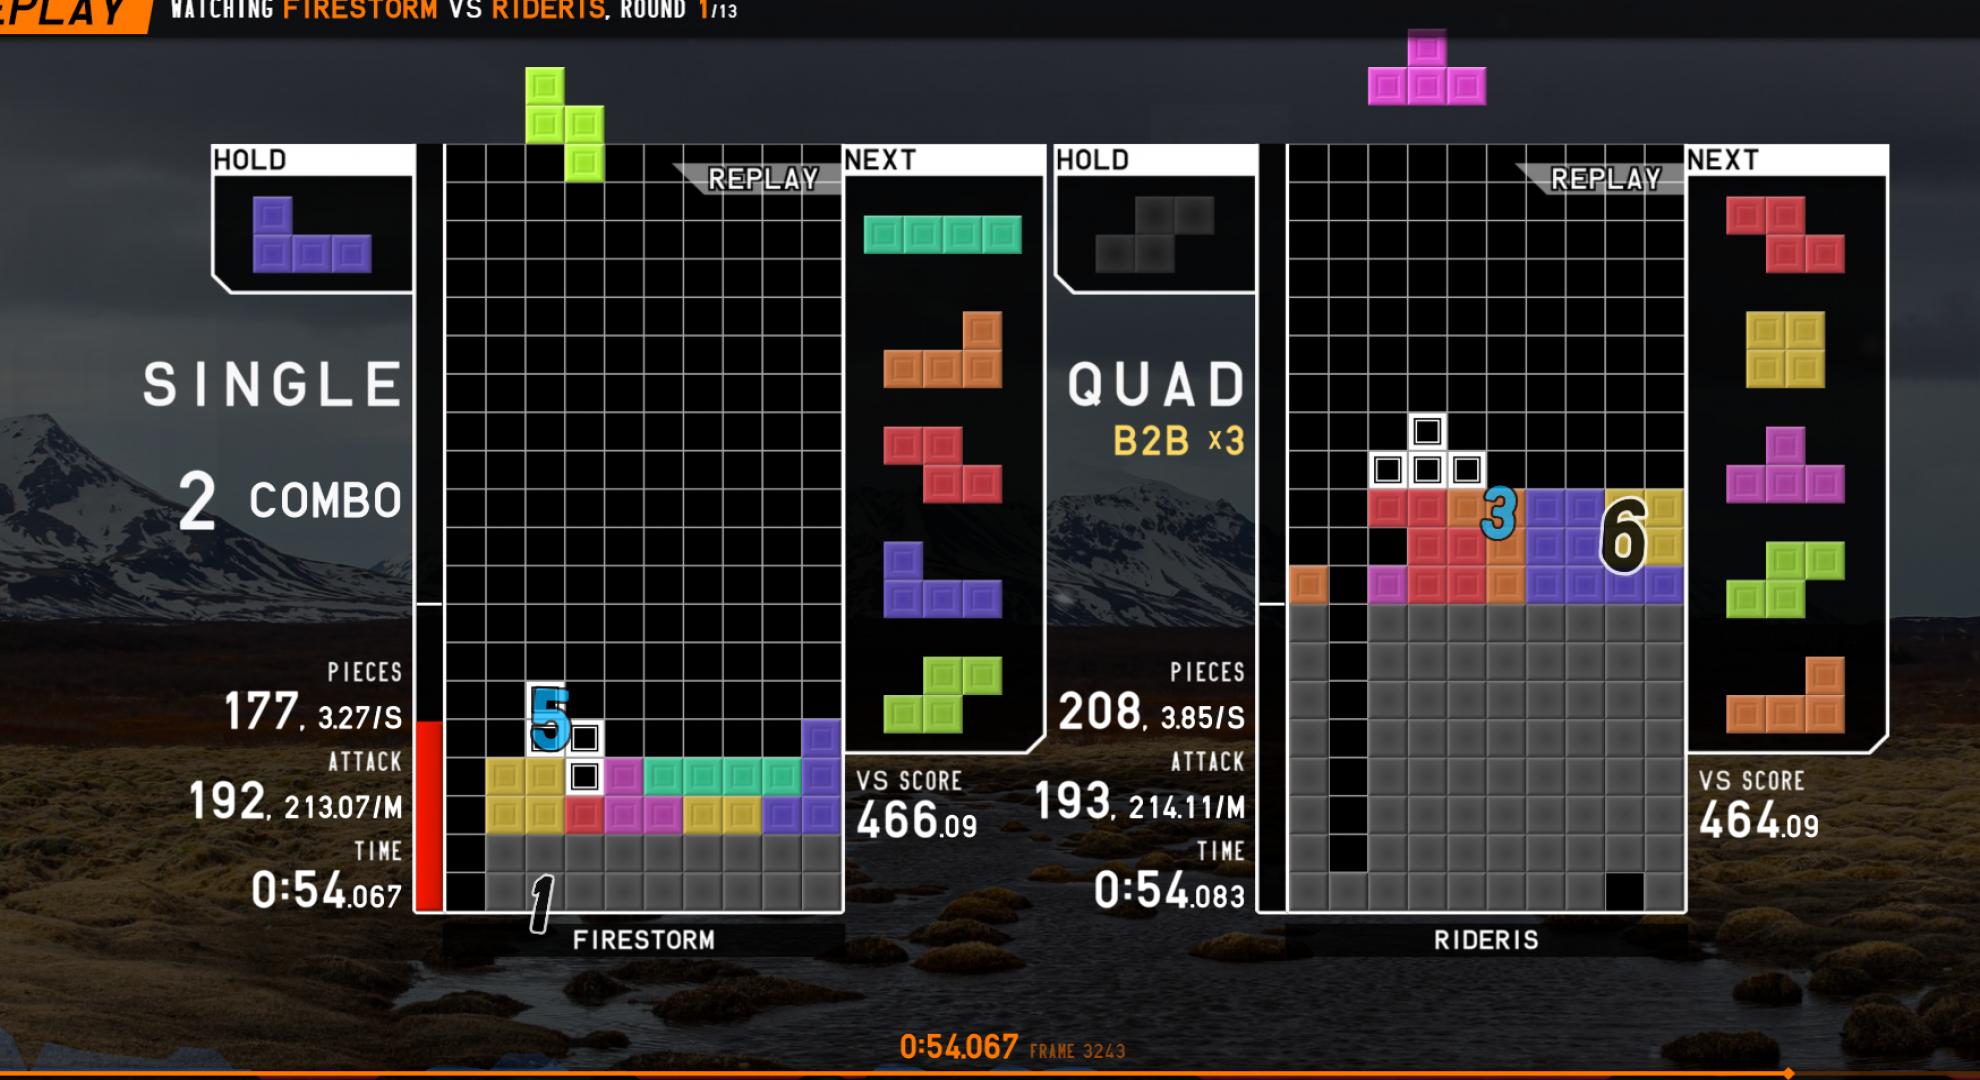 EPLAY
WATCHING FIRESTORM VS RIDERIS, ROUND 1/13
HOLD
REPLAY
NEXT
SINGLE
2 COMBO
PIECES
177, 3.27/S
ATTACK
192, 213.07/M
TIME
0:54.067
5
1
VS SCORE
466.09
FIRESTORM
HOLD
REPLAY
NEXT
QUAD
B2B x3
3
6
PIECES
208, 3.85/S
ATTACK
193, 214.11/M
TIME
0:54.083
VS SCORE
464.09
RIDERIS
0:54.067 FRAME 3243